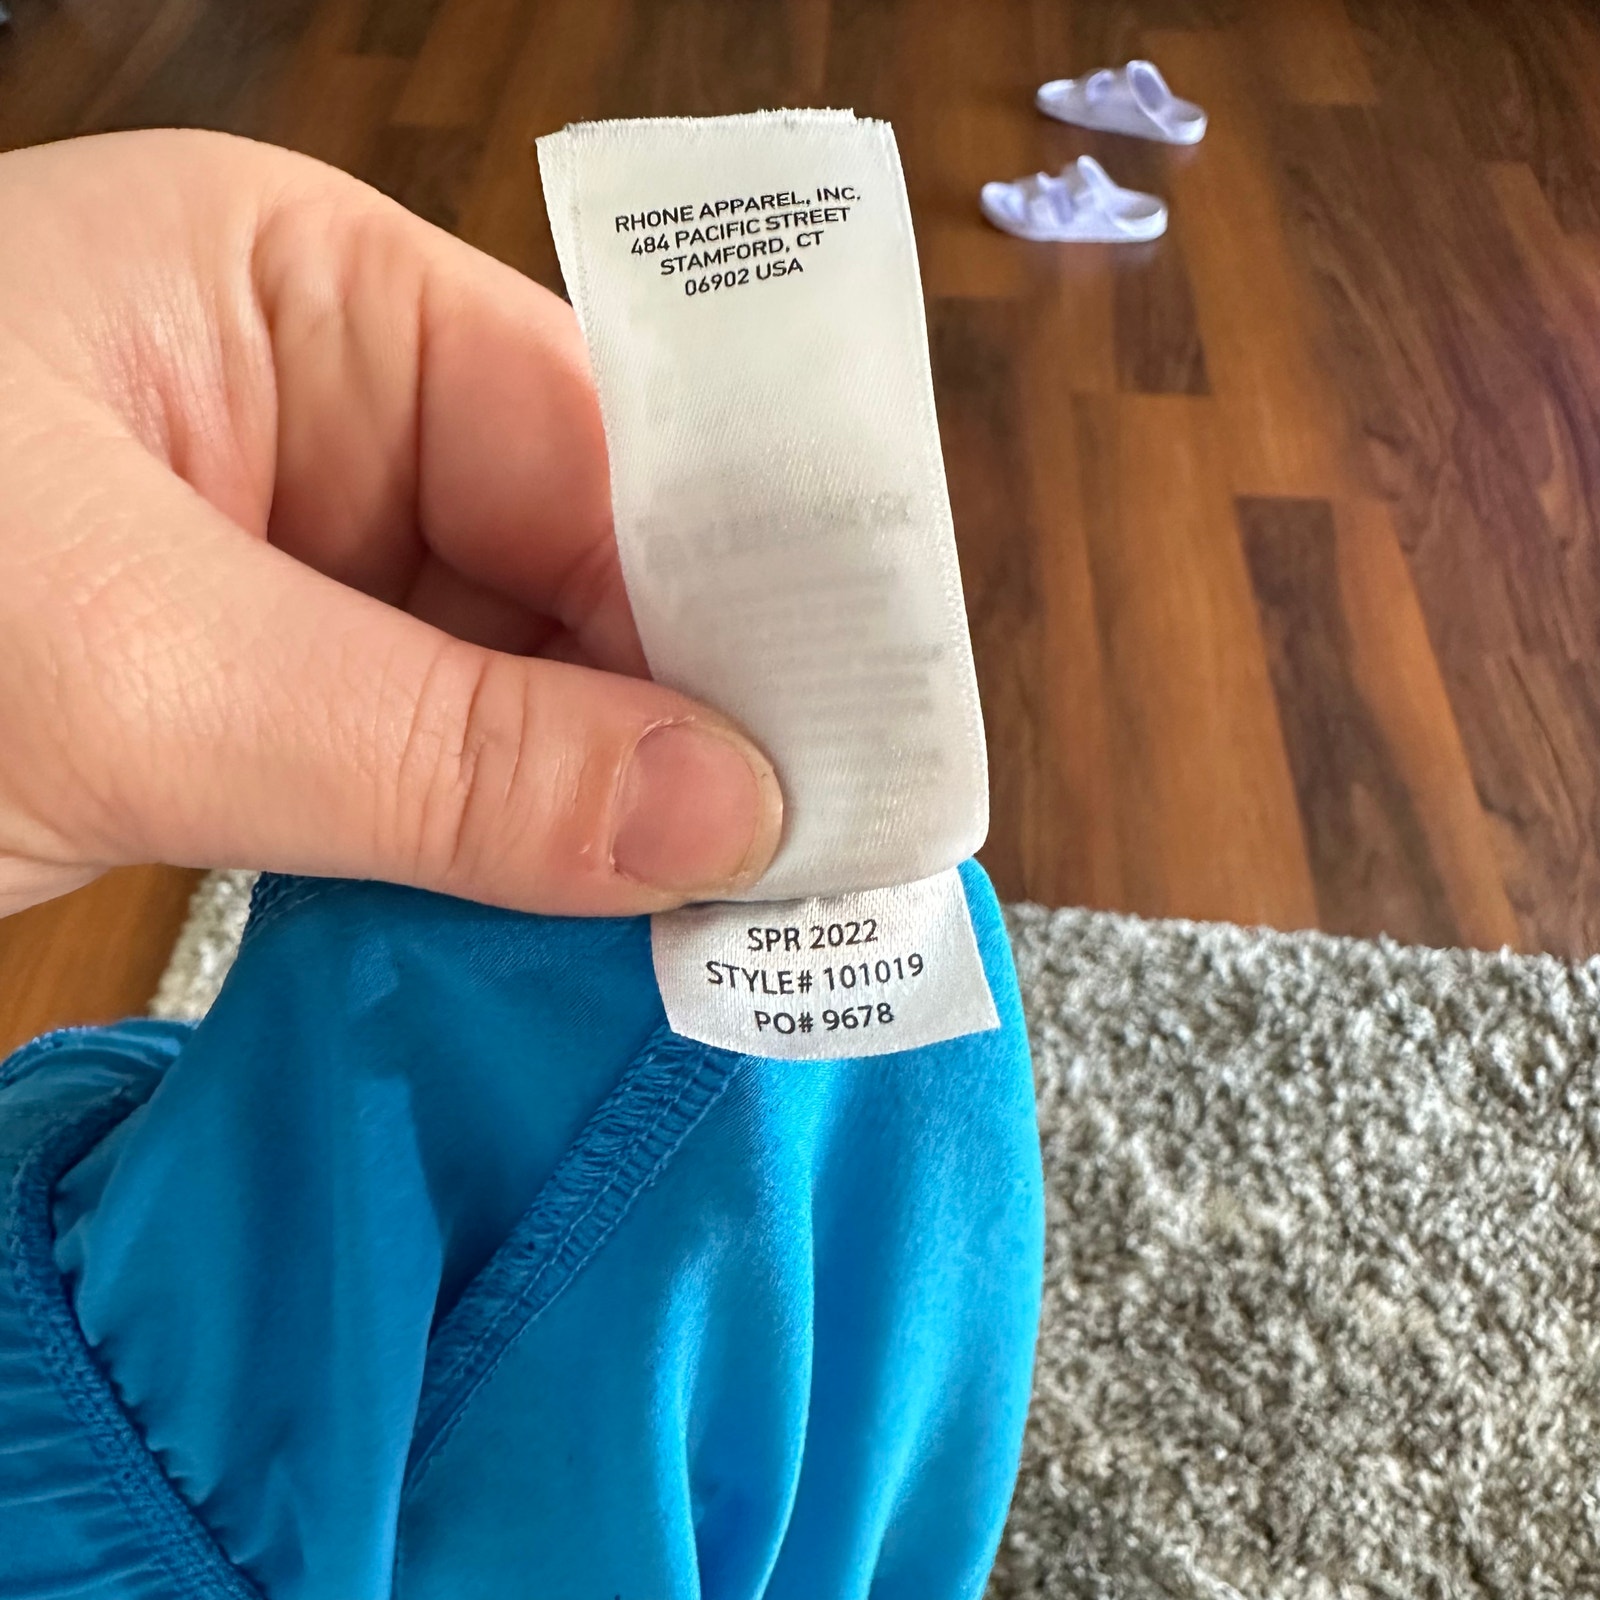 RHONE APPAREL, INC.
484 PACIFIC STREET
STAMFORD, CT
06902 USA
SPR 2022
STYLE# 101019
PO# 9678